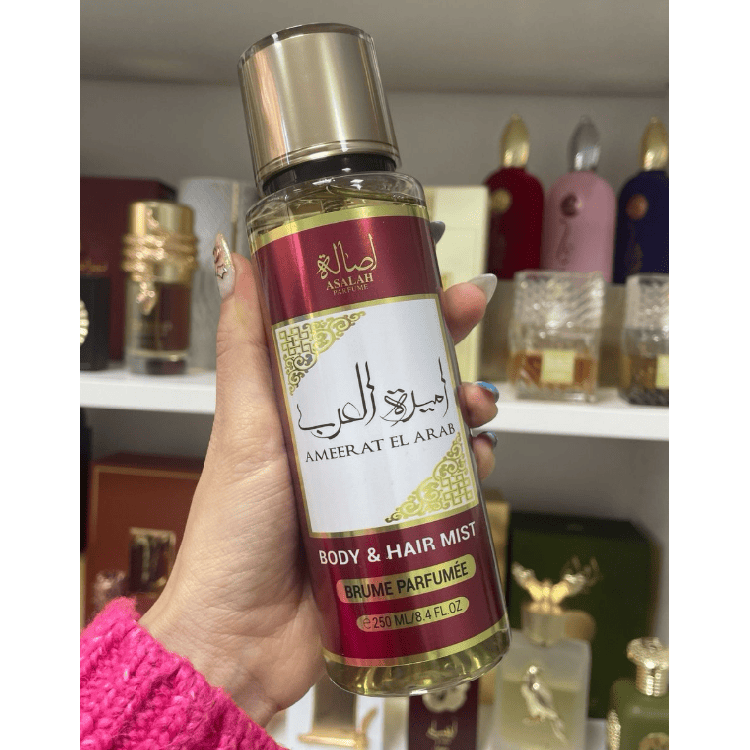 اصالة
ASALAH
PARFUME
اميرة العرب
AMEERAT EL ARAB
BODY & HAIR MIST
BRUME PARFUMÉE
℮250 ML/8.4 FL.OZ